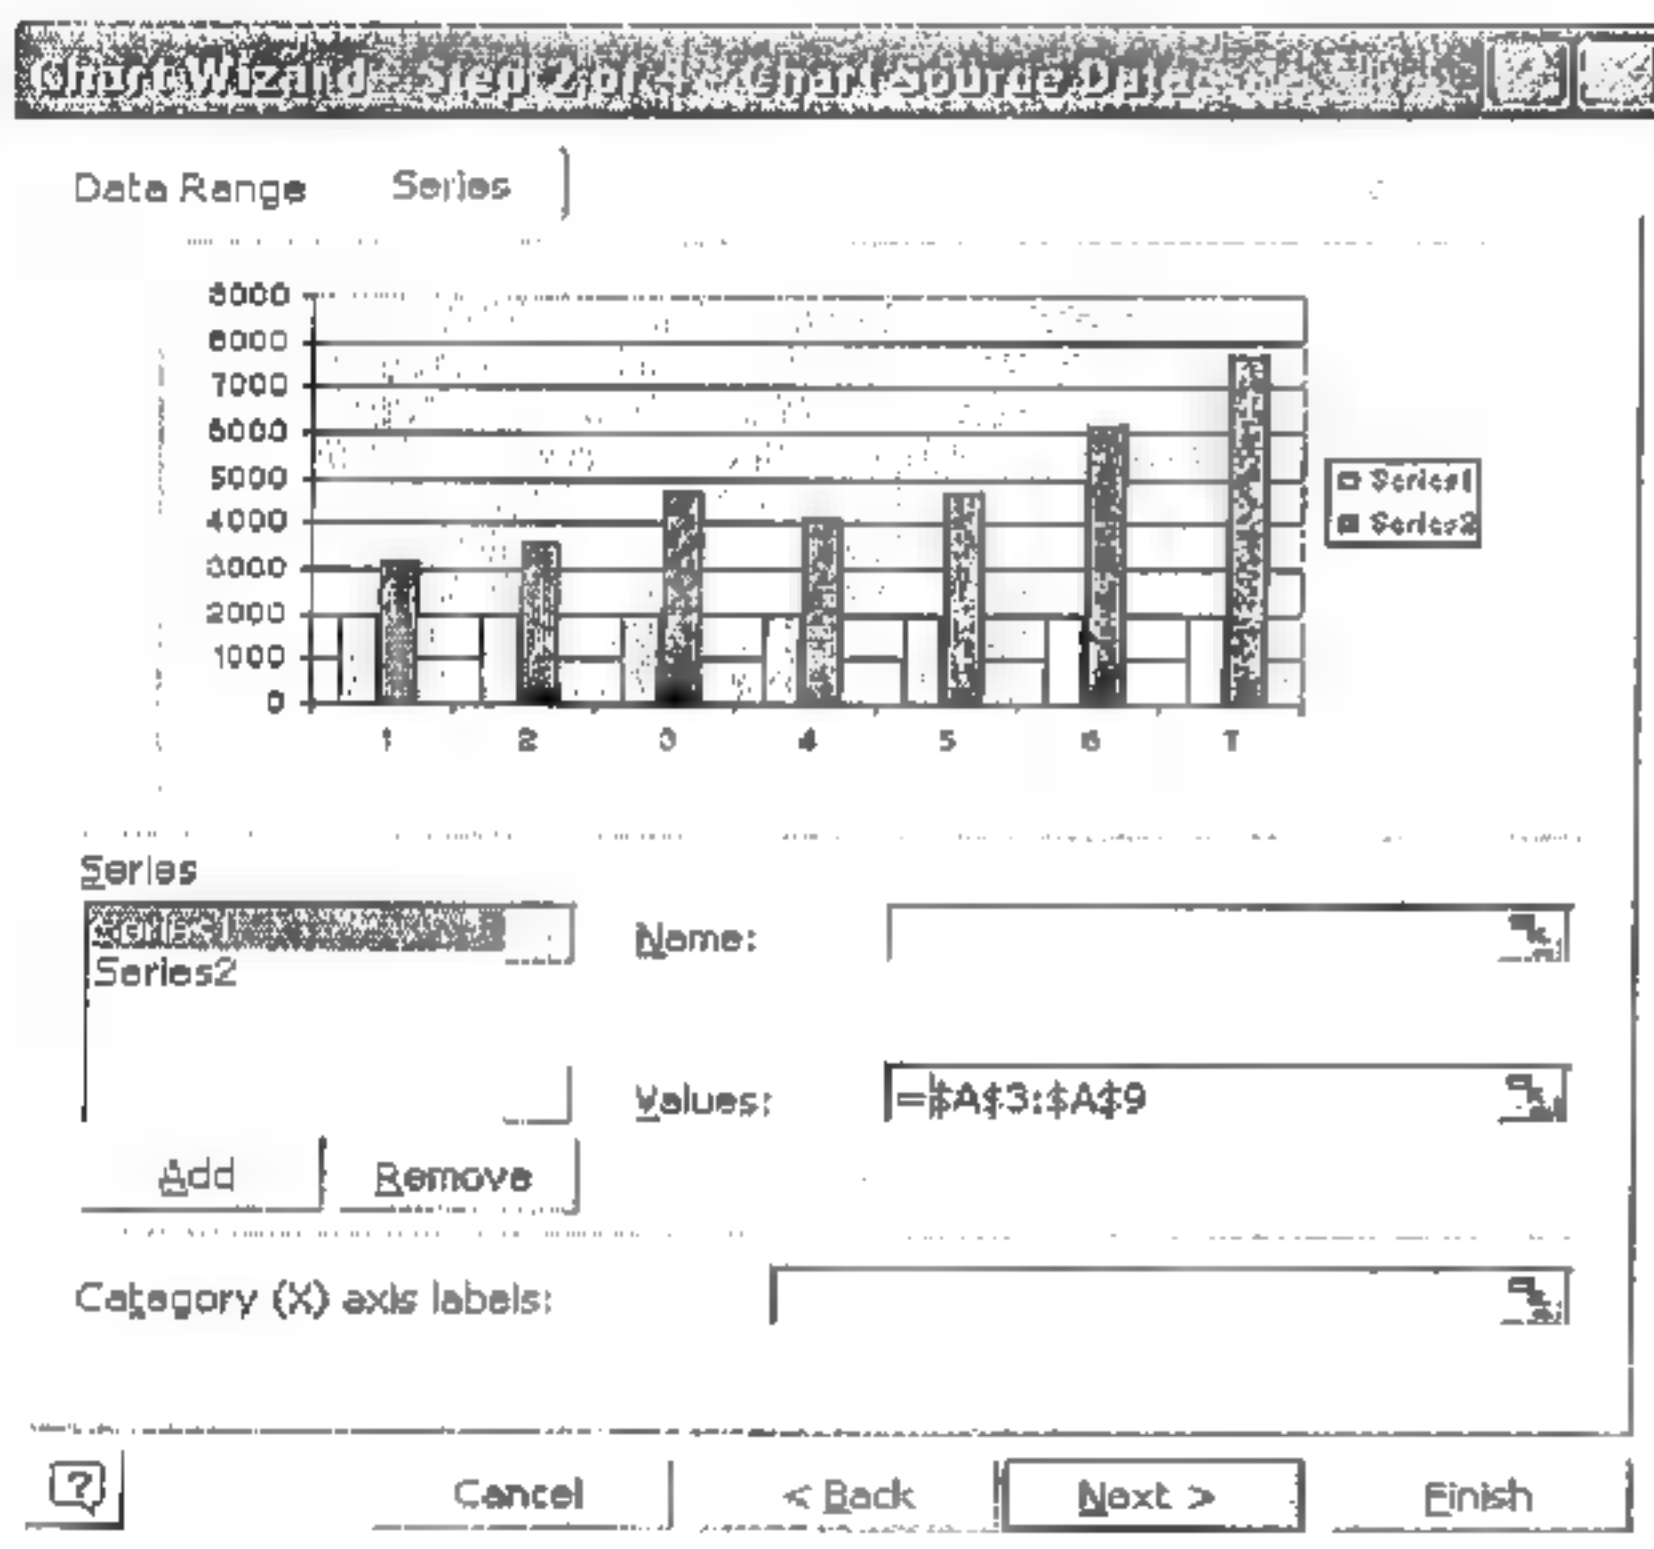 Chart Wizard - Step 2 of 4 - Chart Source Data
Data Range Series
9000
8000
7000
6000
5000
4000
3000
2000
1000
0
1 2 3 4 5 6 7
Series1
Series2
Series
Series1
Series2
Name:
Values: =$A$3:$A$9
Add Remove
Category (X) axis labels:
Cancel < Back Next > Finish